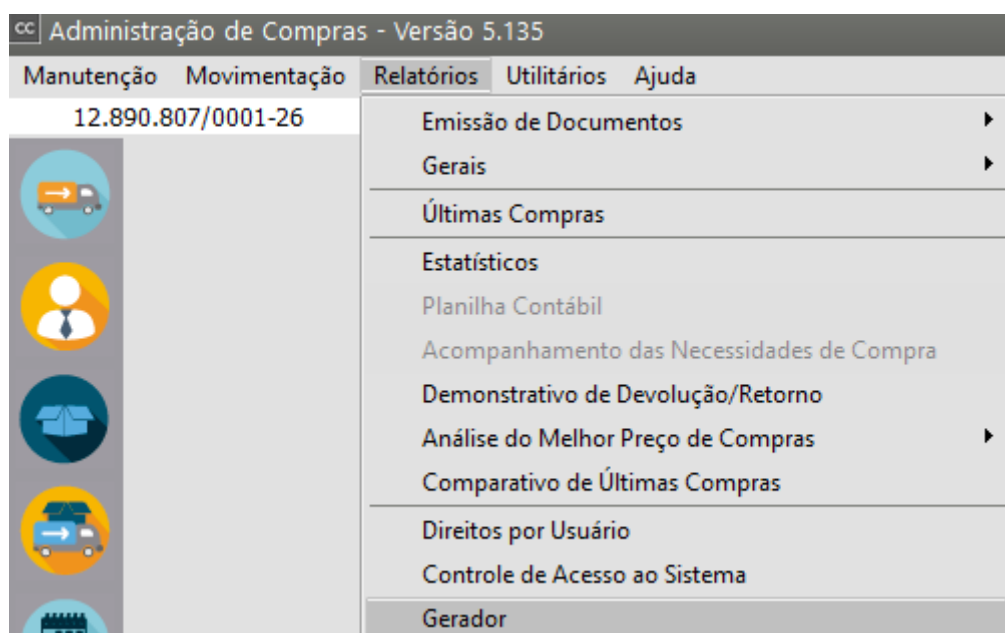 cc Administração de Compras - Versão 5.135
Manutenção Movimentação Relatórios Utilitários Ajuda
12.890.807/0001-26
Emissão de Documentos
Gerais
Últimas Compras
Estatísticos
Planilha Contábil
Acompanhamento das Necessidades de Compra
Demonstrativo de Devolução/Retorno
Análise do Melhor Preço de Compras
Comparativo de Últimas Compras
Direitos por Usuário
Controle de Acesso ao Sistema
Gerador